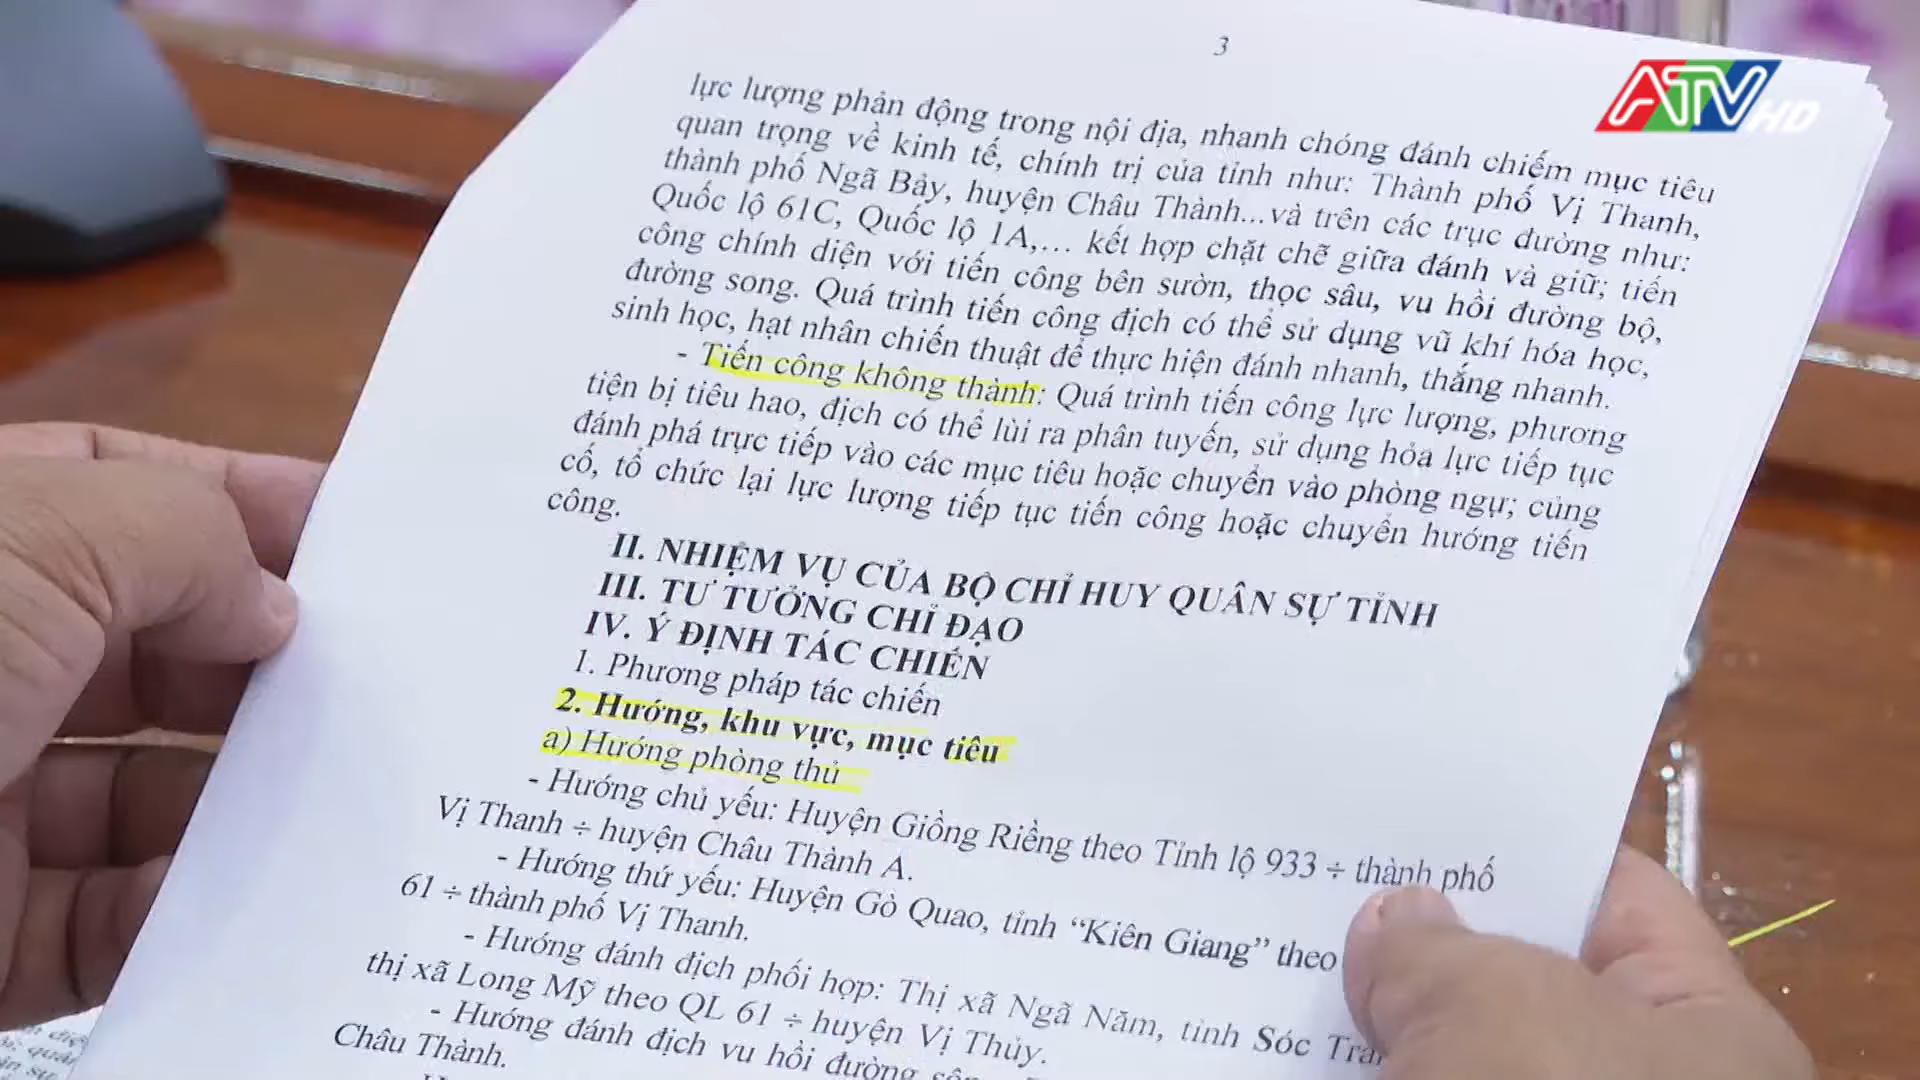 3
ATV HD
lực lượng phản động trong nội địa, nhanh chóng đánh chiếm mục tiêu
quan trọng về kinh tế, chính trị của tỉnh như: Thành phố Vị Thanh,
thành phố Ngã Bảy, huyện Châu Thành...và trên các trục đường như:
Quốc lộ 61C, Quốc lộ 1A,... kết hợp chặt chẽ giữa đánh và giữ; tiến
công chính diện với tiến công bên sườn, thọc sâu, vu hồi đường bộ,
đường song. Quá trình tiến công địch có thể sử dụng vũ khí hóa học,
sinh học, hạt nhân chiến thuật để thực hiện đánh nhanh, thắng nhanh.
- Tiến công không thành: Quá trình tiến công lực lượng, phương
tiện bị tiêu hao, địch có thể lùi ra phân tuyến, sử dụng hỏa lực tiếp tục
đánh phá trực tiếp vào các mục tiêu hoặc chuyển vào phòng ngự; củng
cố, tổ chức lại lực lượng tiếp tục tiến công hoặc chuyển hướng tiến
công.
II. NHIỆM VỤ CỦA BỘ CHỈ HUY QUÂN SỰ TỈNH
III. TƯ TƯỞNG CHỈ ĐẠO
IV. Ý ĐỊNH TÁC CHIẾN
1. Phương pháp tác chiến
2. Hướng, khu vực, mục tiêu
a) Hướng phòng thủ
- Hướng chủ yếu: Huyện Giồng Riềng theo Tỉnh lộ 933 ÷ thành phố
Vị Thanh ÷ huyện Châu Thành A.
- Hướng thứ yếu: Huyện Gò Quao, tỉnh “Kiên Giang” theo
61 ÷ thành phố Vị Thanh.
- Hướng đánh địch phối hợp: Thị xã Ngã Năm, tỉnh Sóc
thị xã Long Mỹ theo QL 61 ÷ huyện Vị Thủy.
- Hướng đánh địch vu hồi đường
Châu Thành.